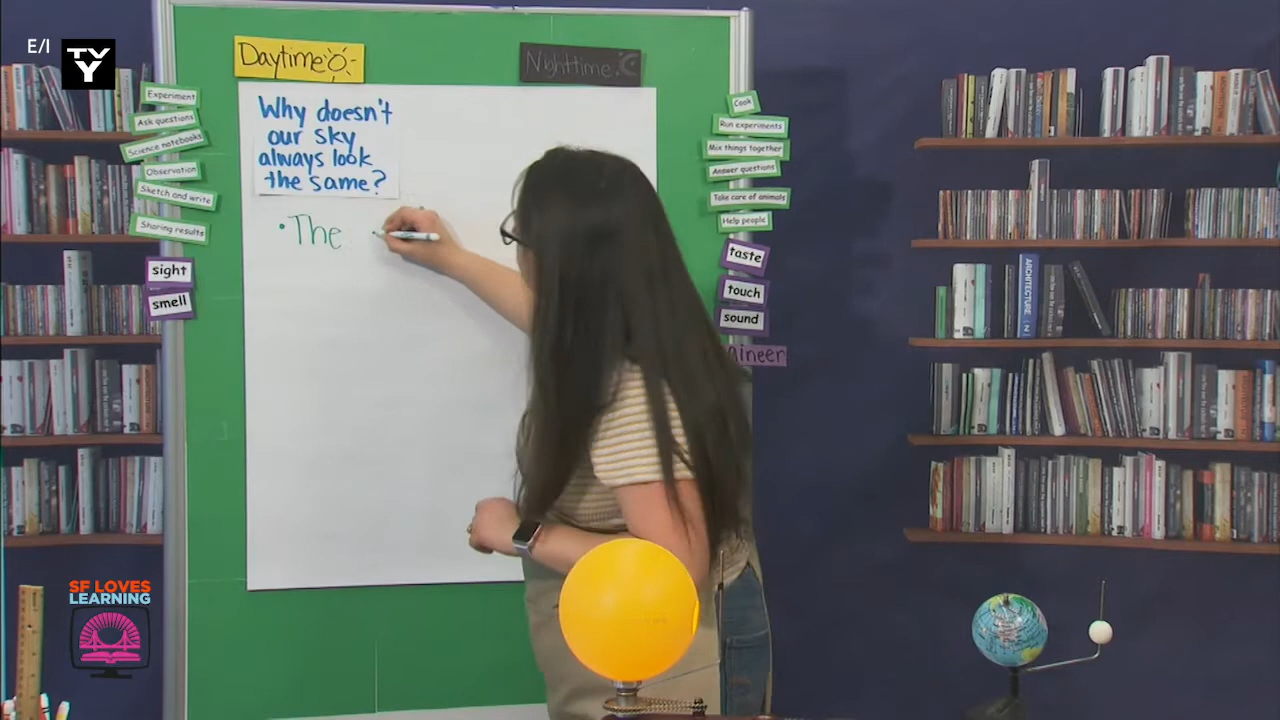 E/I
TV
Y
Daytime
Nighttime
Experiment
Ask questions
Science notebooks
Observation
Sketch and write
Sharing results
sight
smell
Why doesn't
our sky
always look
the same?
•The
Cook
Run experiments
Mix things together
Answer questions
Take care of animals
Help people
taste
touch
sound
ineer
ARCHITECTURE
SF LOVES
LEARNING